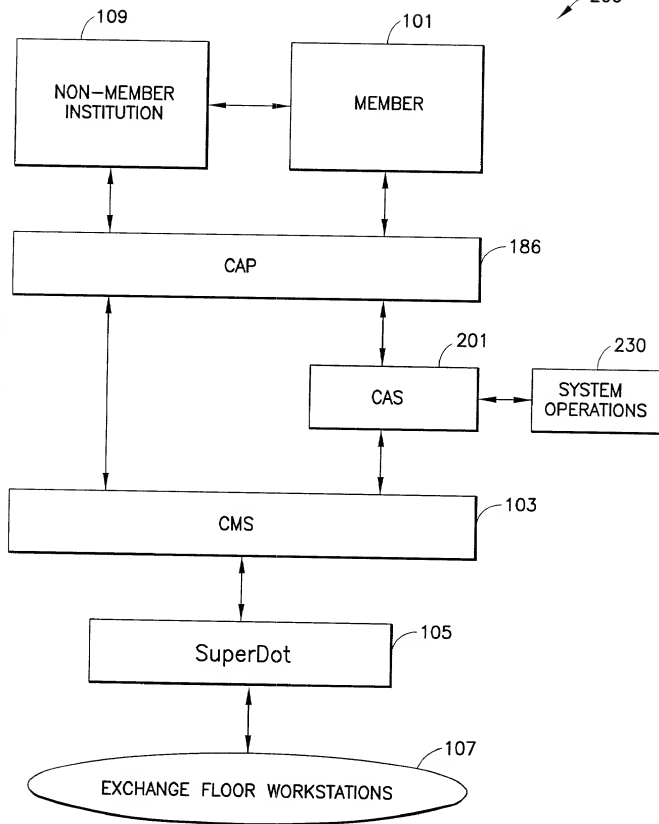 109
101
NON-MEMBER
INSTITUTION
MEMBER
CAP
186
201
230
CAS
SYSTEM
OPERATIONS
CMS
103
SuperDot
105
107
EXCHANGE FLOOR WORKSTATIONS